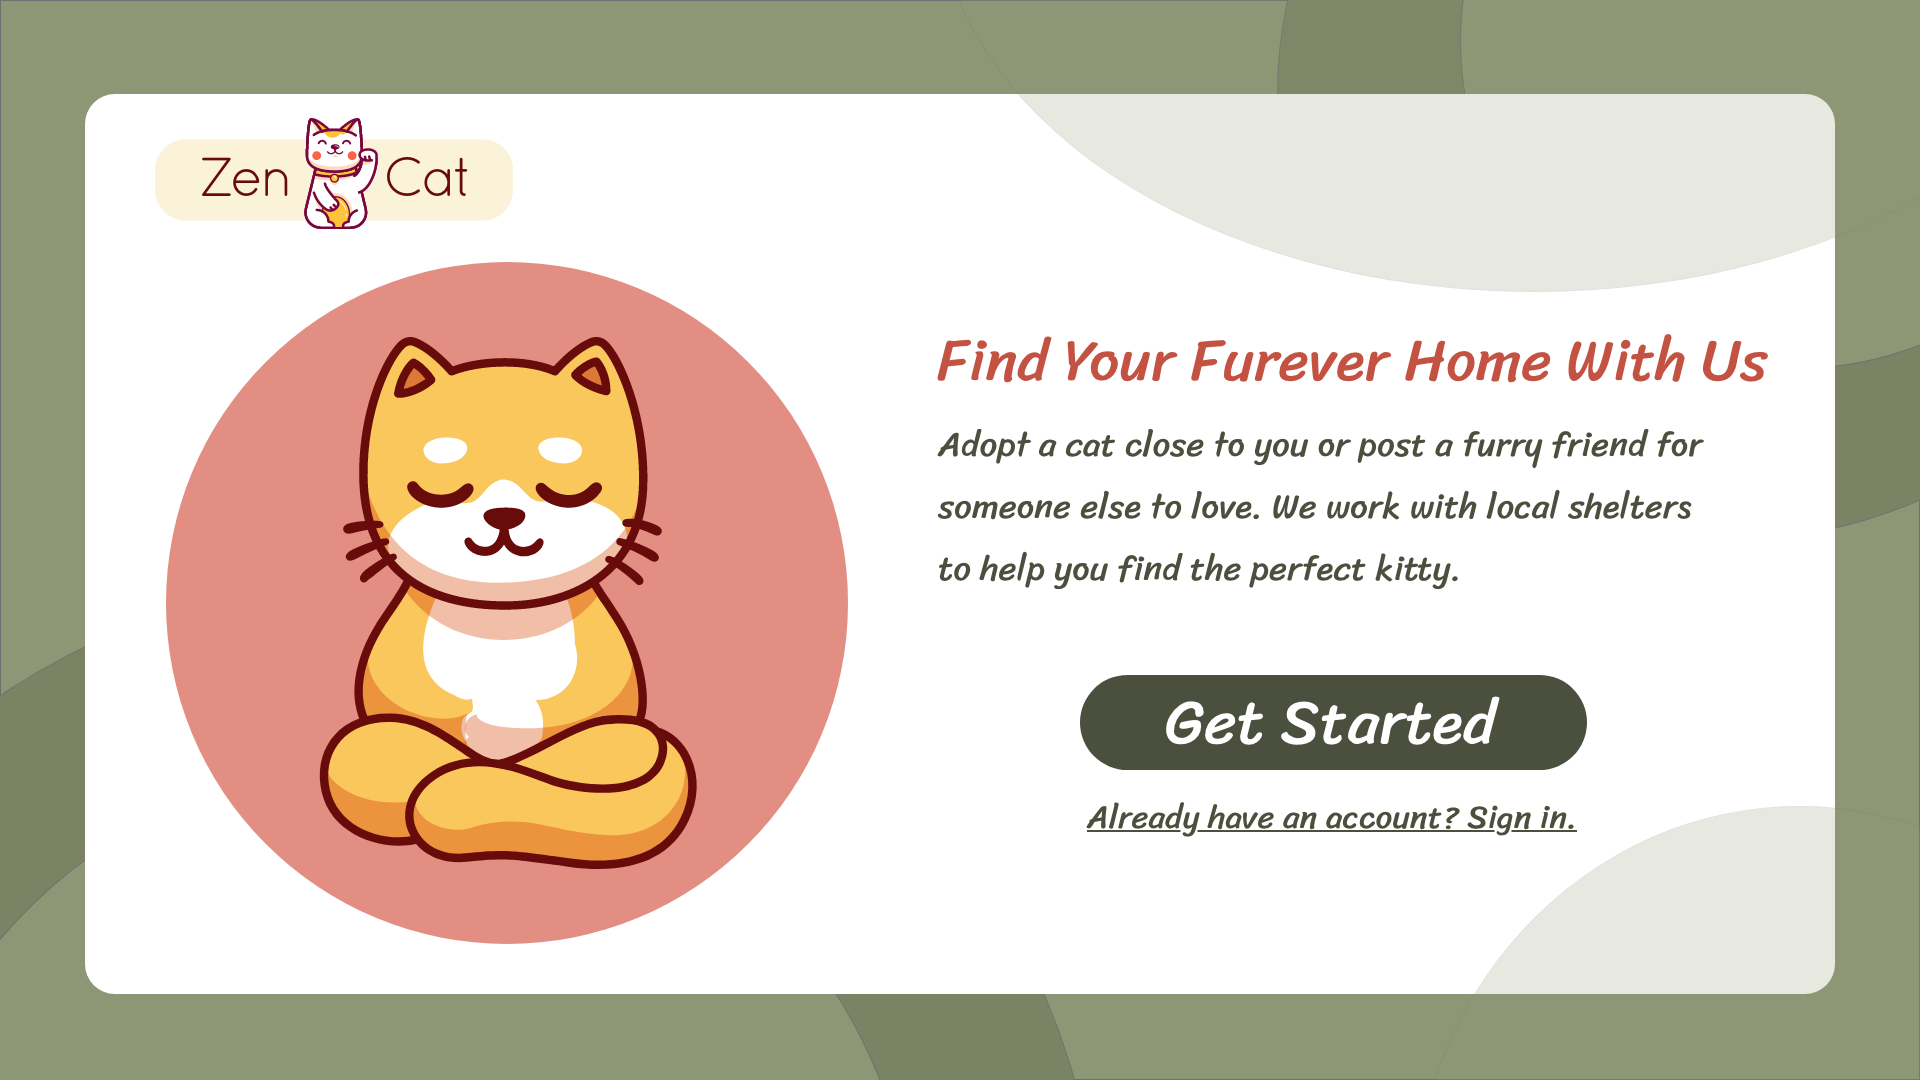 Zen Cat
Find Your Furever Home With Us
Adopt a cat close to you or post a furry friend for
someone else to love. We work with local shelters
to help you find the perfect kitty.
Get Started
Already have an account? Sign in.